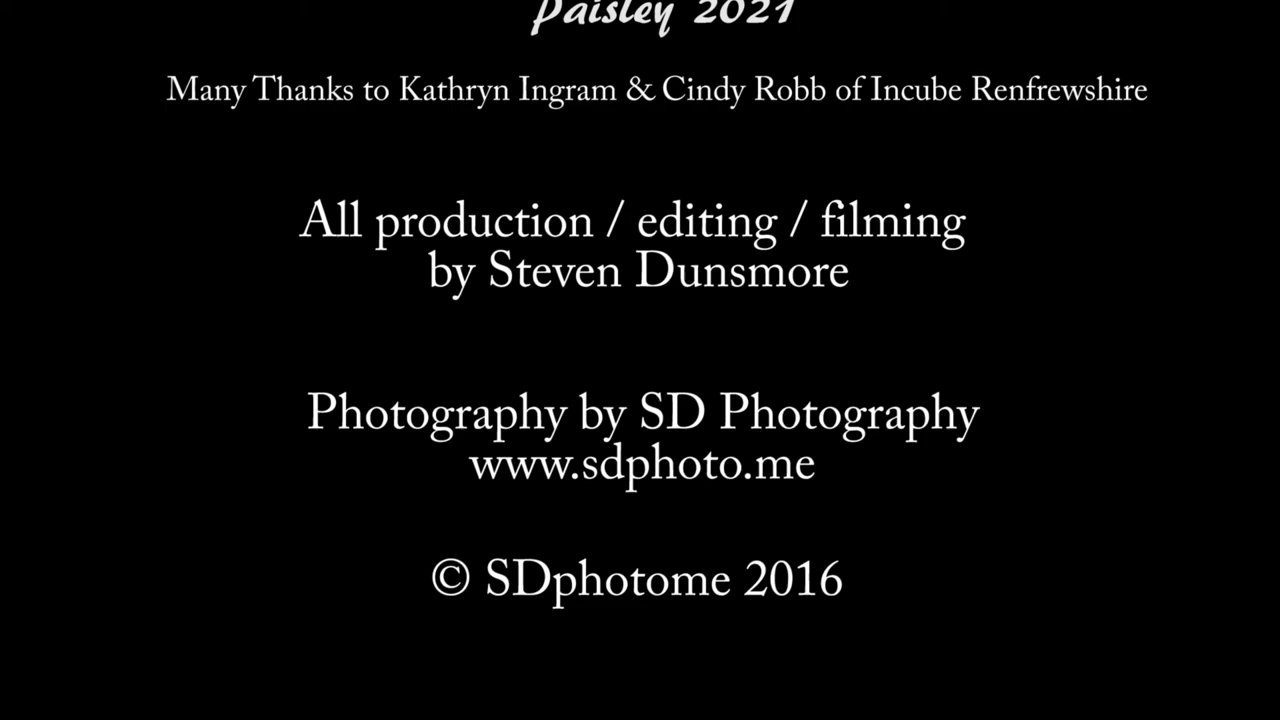 Paisley 2021
Many Thanks to Kathryn Ingram & Cindy Robb of Incube Renfrewshire
All production / editing / filming
by Steven Dunsmore
Photography by SD Photography
www.sdphoto.me
© SDphotome 2016